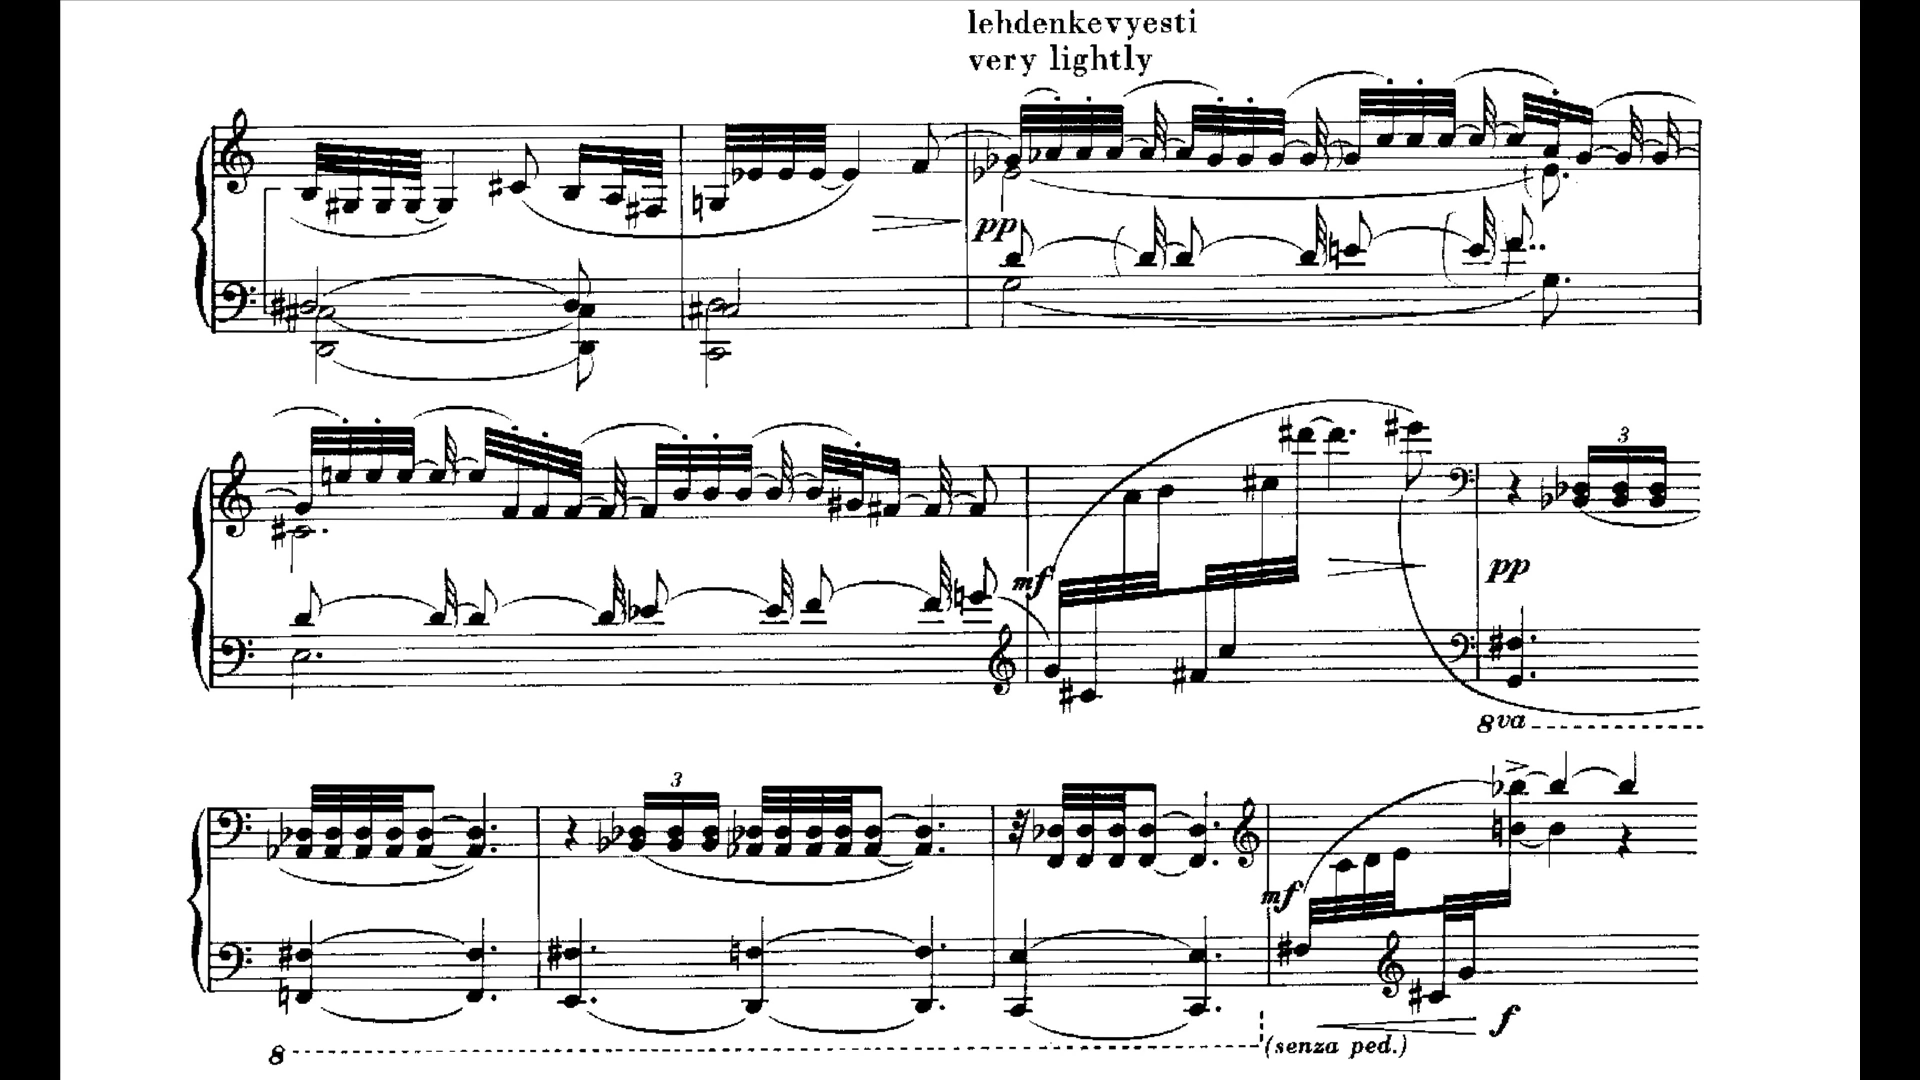 lehdenkevyesti
very lightly
pp
mf
pp
3
8va
3
mf
f
8
(senza ped.)